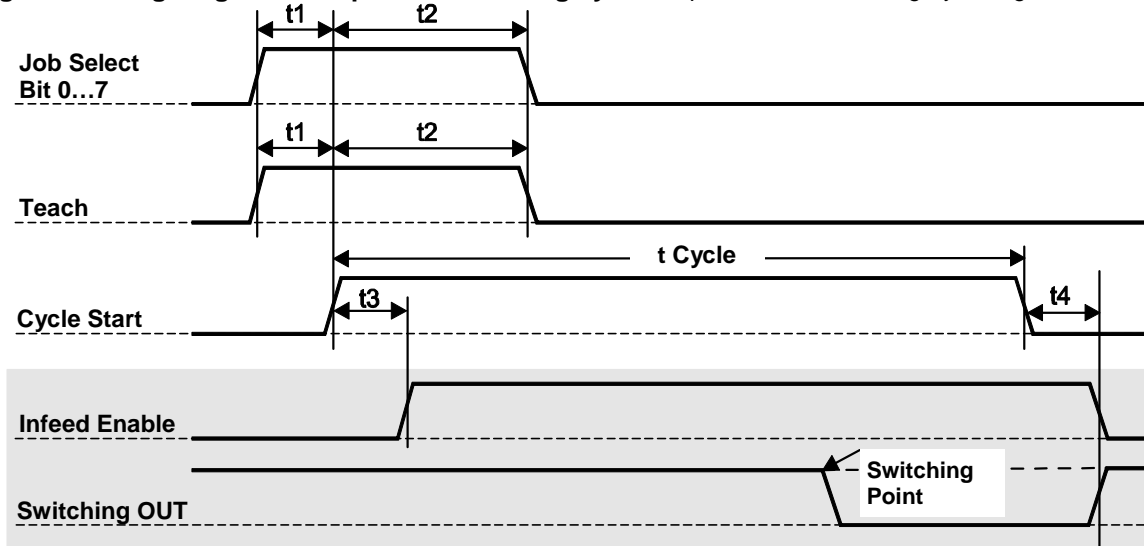 t1 t2
Job Select
Bit 0…7
t1 t2
Teach
t Cycle
t3
t4
Cycle Start
Infeed Enable
Switching
Point
Switching OUT